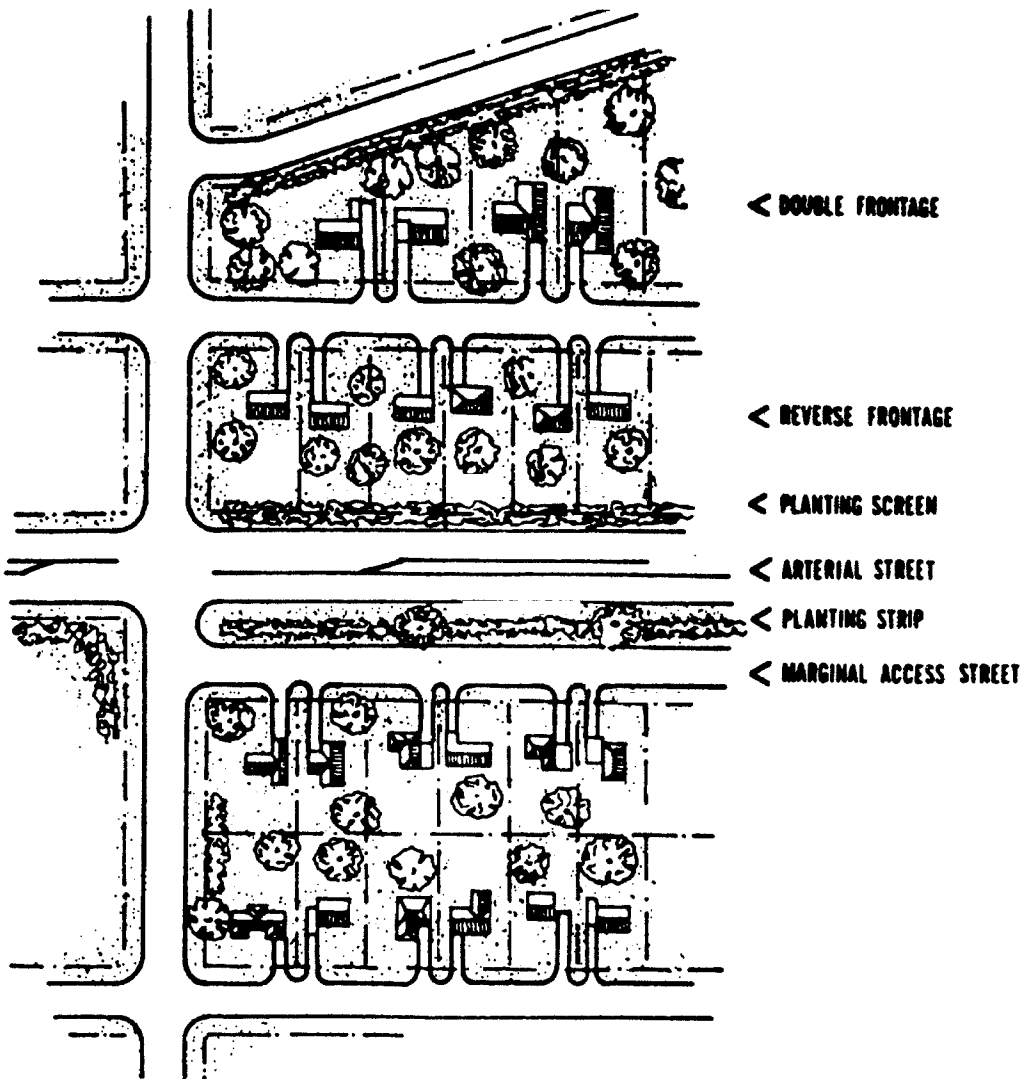 < DOUBLE FRONTAGE
< REVERSE FRONTAGE
< PLANTING SCREEN
< ARTERIAL STREET
< PLANTING STRIP
< MARGINAL ACCESS STREET